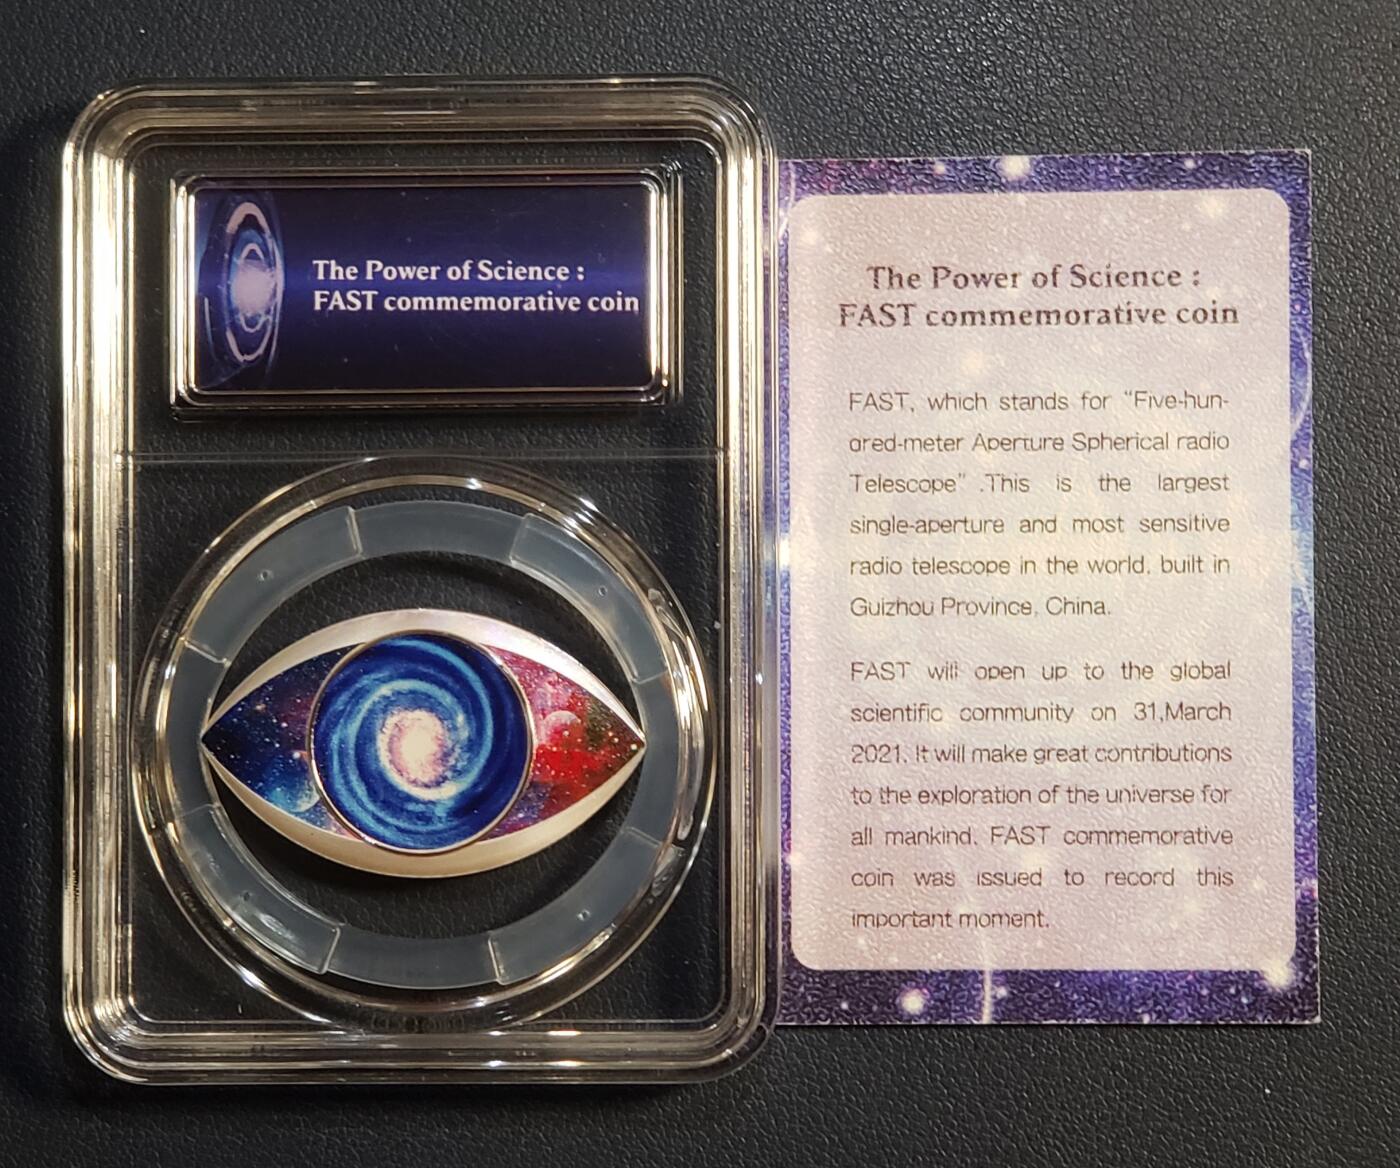 The Power of Science :
FAST commemorative coin
The Power of Science :
FAST commemorative coin
FAST, which stands for "Five-hun-
dred-meter Aperture Spherical radio
Telescope" .This is the largest
single-aperture and most sensitive
radio telescope in the world, built in
Guizhou Province, China.
FAST will open up to the global
scientific community on 31,March
2021. It will make great contributions
to the exploration of the universe for
all mankind. FAST commemorative
coin was issued to record this
important moment.